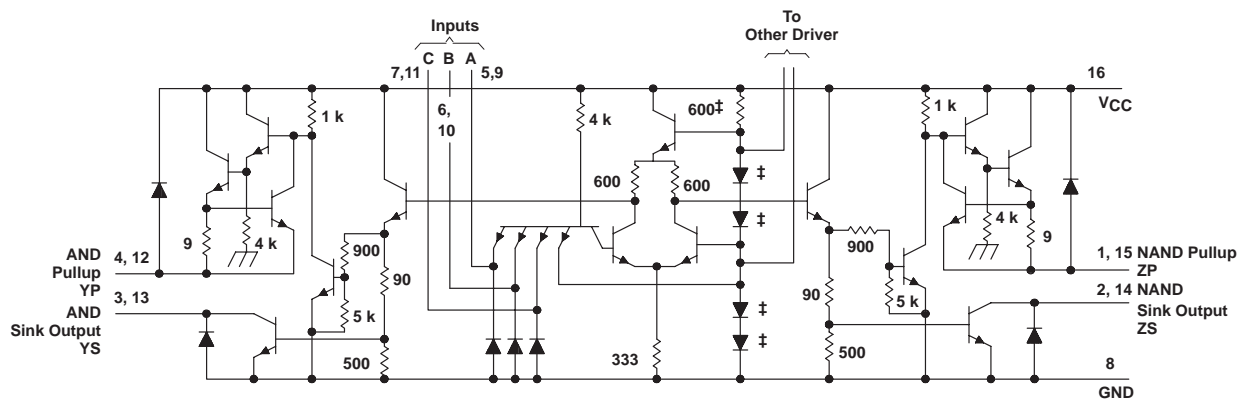 Inputs
To
Other Driver
C B A
7,11
5,9
6,
10
16
VCC
1 k
4 k
600‡
1 k
‡
600
600
‡
9
4 k
900
900
4 k
9
AND
Pullup
YP
4, 12
1, 15 NAND Pullup
ZP
90
90
5 k
5 k
3, 13
AND
Sink Output
YS
2, 14 NAND
Sink Output
ZS
‡
‡
500
333
500
8
GND